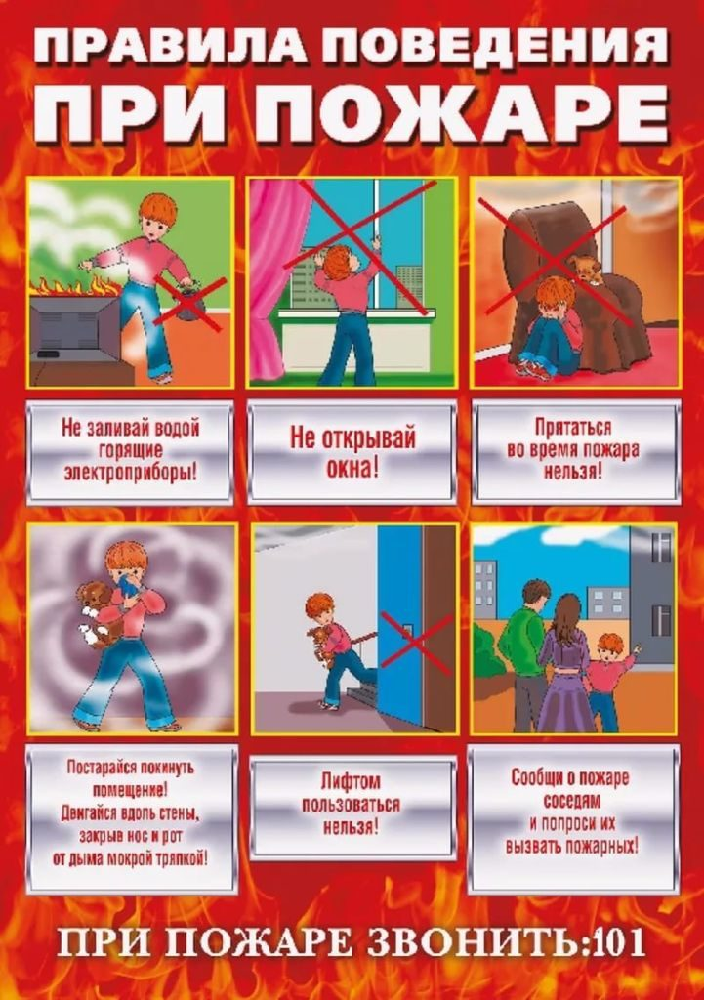 ПРАВИЛА ПОВЕДЕНИЯ
ПРИ ПОЖАРЕ
Не заливай водой
горящие
электроприборы!
Не открывай
окна!
Прятаться
во время пожара
нельзя!
Постарайся покинуть
помещение!
Двигайся вдоль стены,
закрыв нос и рот
от дыма мокрой тряпкой!
Лифтом
пользоваться
нельзя!
Сообщи о пожаре
соседям
и попроси их
вызвать пожарных!
ПРИ ПОЖАРЕ ЗВОНИТЬ:101